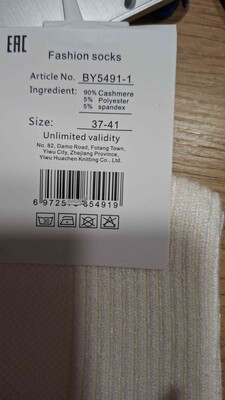 EAC
Fashion socks
Article No. BY5491-1
Ingredient: 90% Cashmere
5% Polyester
5% spandex
Size: 37-41
Unlimited validity
No. 52, Damo Road, Fotang Town,
Yiwu City, Zhejiang Province,
Yiwu Huachen Knitting Co., Ltd.